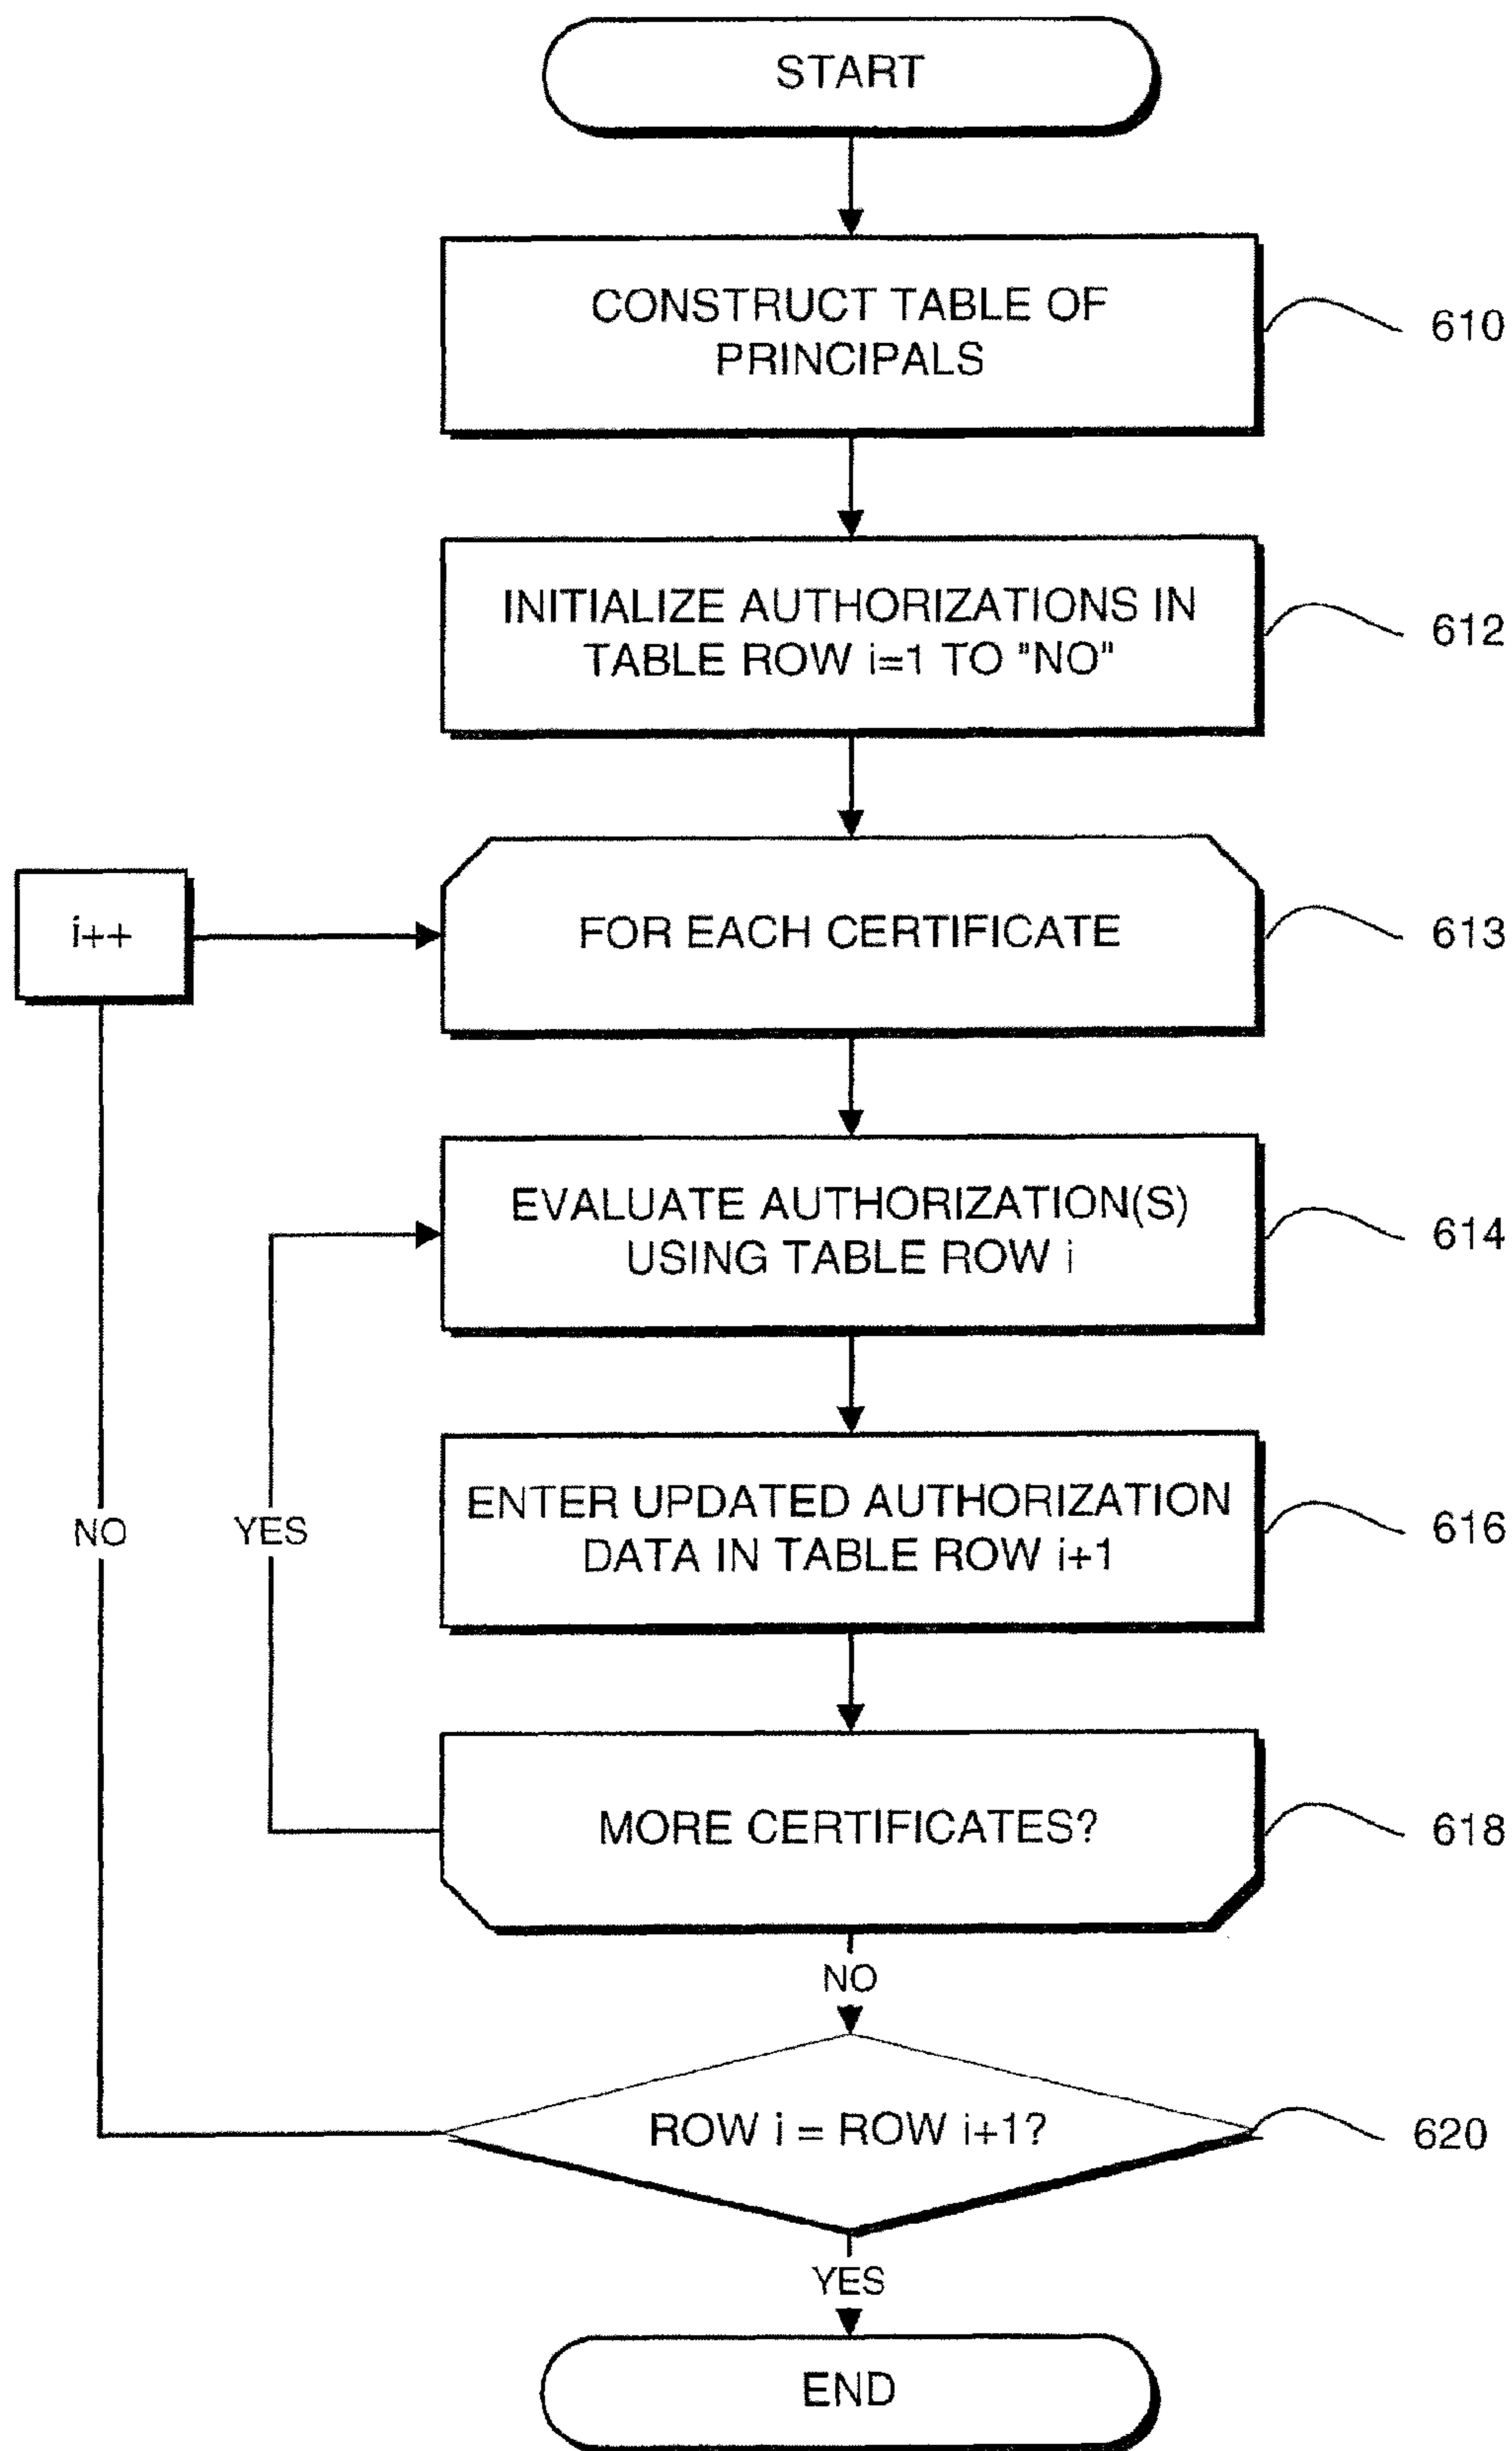 START
CONSTRUCT TABLE OF
PRINCIPALS
610
INITIALIZE AUTHORIZATIONS IN
TABLE ROW i=1 TO "NO"
612
i++
FOR EACH CERTIFICATE
613
EVALUATE AUTHORIZATION(S)
USING TABLE ROW i
614
ENTER UPDATED AUTHORIZATION
DATA IN TABLE ROW i+1
616
NO
YES
MORE CERTIFICATES?
618
NO
ROW i = ROW i+1?
620
YES
END